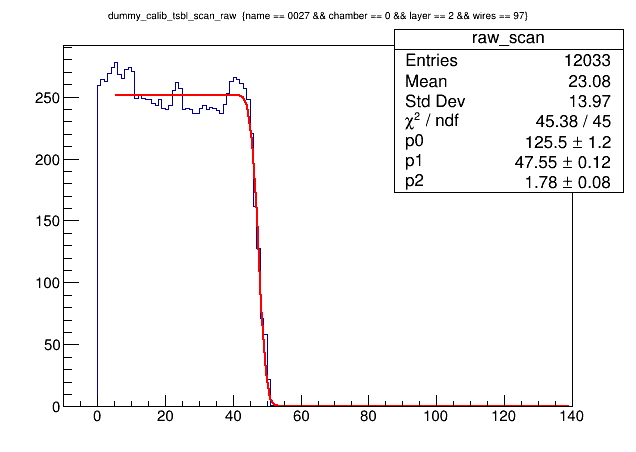 dummy_calib_tsbl_scan_raw {name == 0027 && chamber == 0 && layer == 2 && wires == 97}
raw_scan
Entries 12033
Mean 23.08
Std Dev 13.97
χ² / ndf 45.38 / 45
p0 125.5 ± 1.2
p1 47.55 ± 0.12
p2 1.78 ± 0.08
250
200
150
100
50
0
0 20 40 60 80 100 120 140